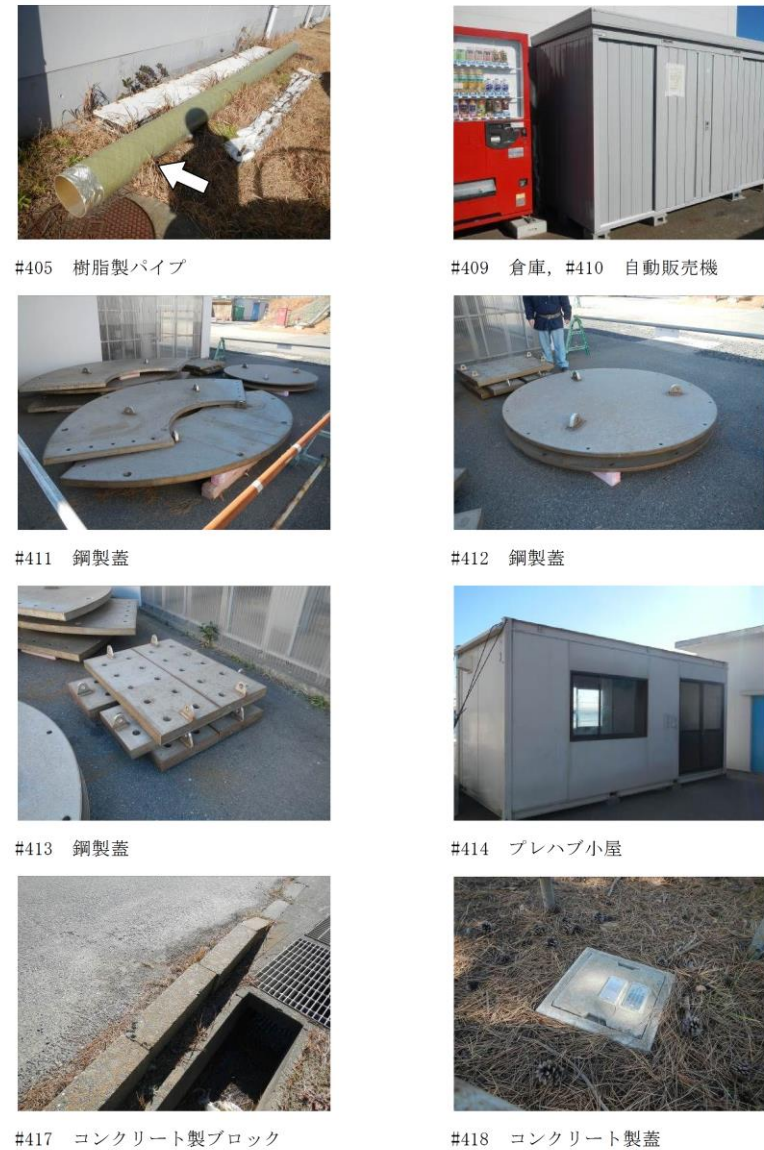 #405 樹脂製パイプ
#409 倉庫, #410 自動販売機
#411 鋼製蓋
#412 鋼製蓋
#413 鋼製蓋
#414 プレハブ小屋
#417 コンクリート製ブロック
#418 コンクリート製蓋